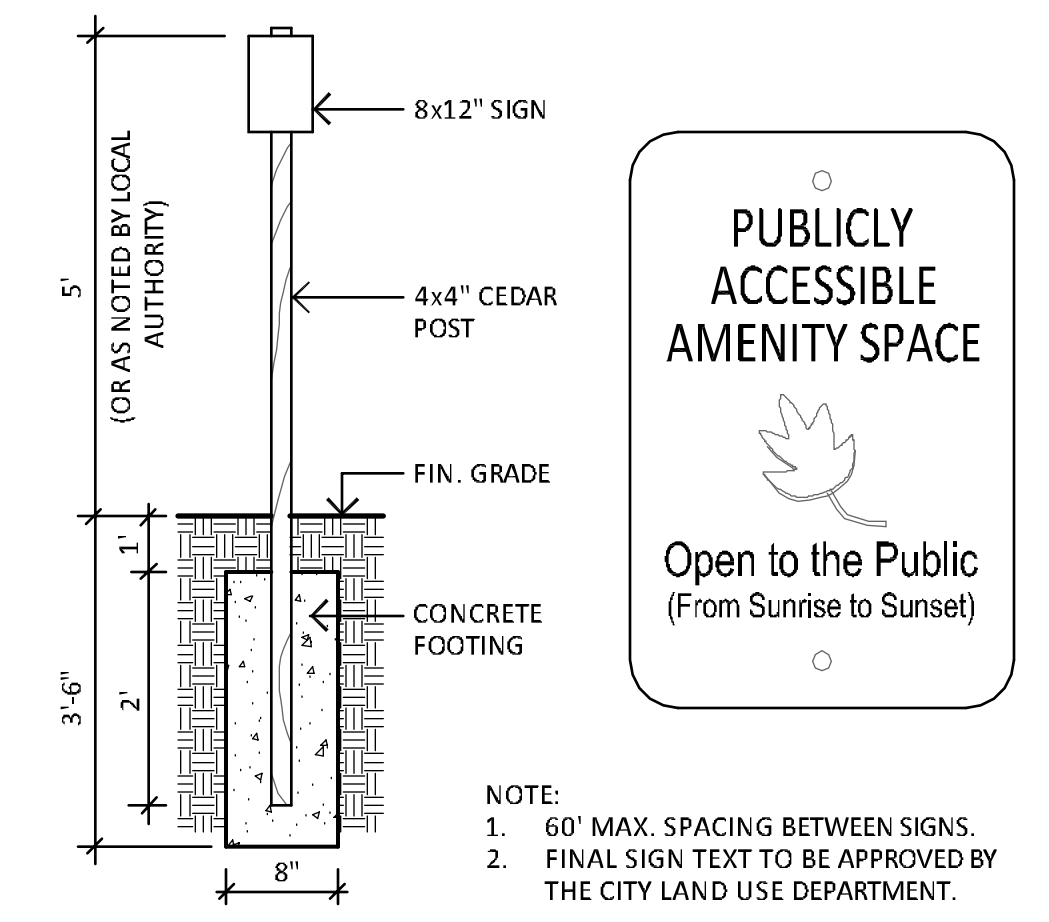 8x12" SIGN
5'
(OR AS NOTED BY LOCAL
AUTHORITY)
4x4" CEDAR
POST
FIN. GRADE
1'
CONCRETE
FOOTING
3'-6"
2'
8"
PUBLICLY
ACCESSIBLE
AMENITY SPACE
Open to the Public
(From Sunrise to Sunset)
NOTE:
1. 60' MAX. SPACING BETWEEN SIGNS.
2. FINAL SIGN TEXT TO BE APPROVED BY
THE CITY LAND USE DEPARTMENT.